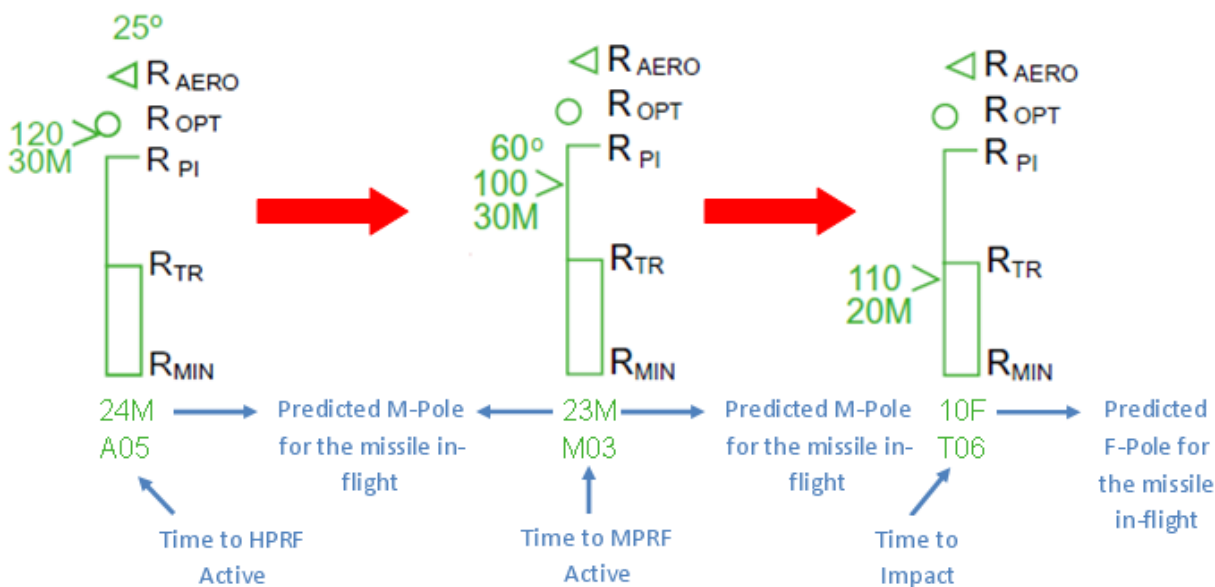 25º
R AERO
R OPT
120
30M
R PI
R TR
R MIN
24M
A05
Predicted M-Pole
for the missile in-
flight
Time to HPRF
Active
R AERO
R OPT
60º
R PI
100
30M
R TR
R MIN
23M
M03
Predicted M-Pole
for the missile in-
flight
Time to MPRF
Active
R AERO
R OPT
R PI
R TR
110
20M
R MIN
10F
T06
Predicted
F-Pole for
the missile
in-flight
Time to
Impact